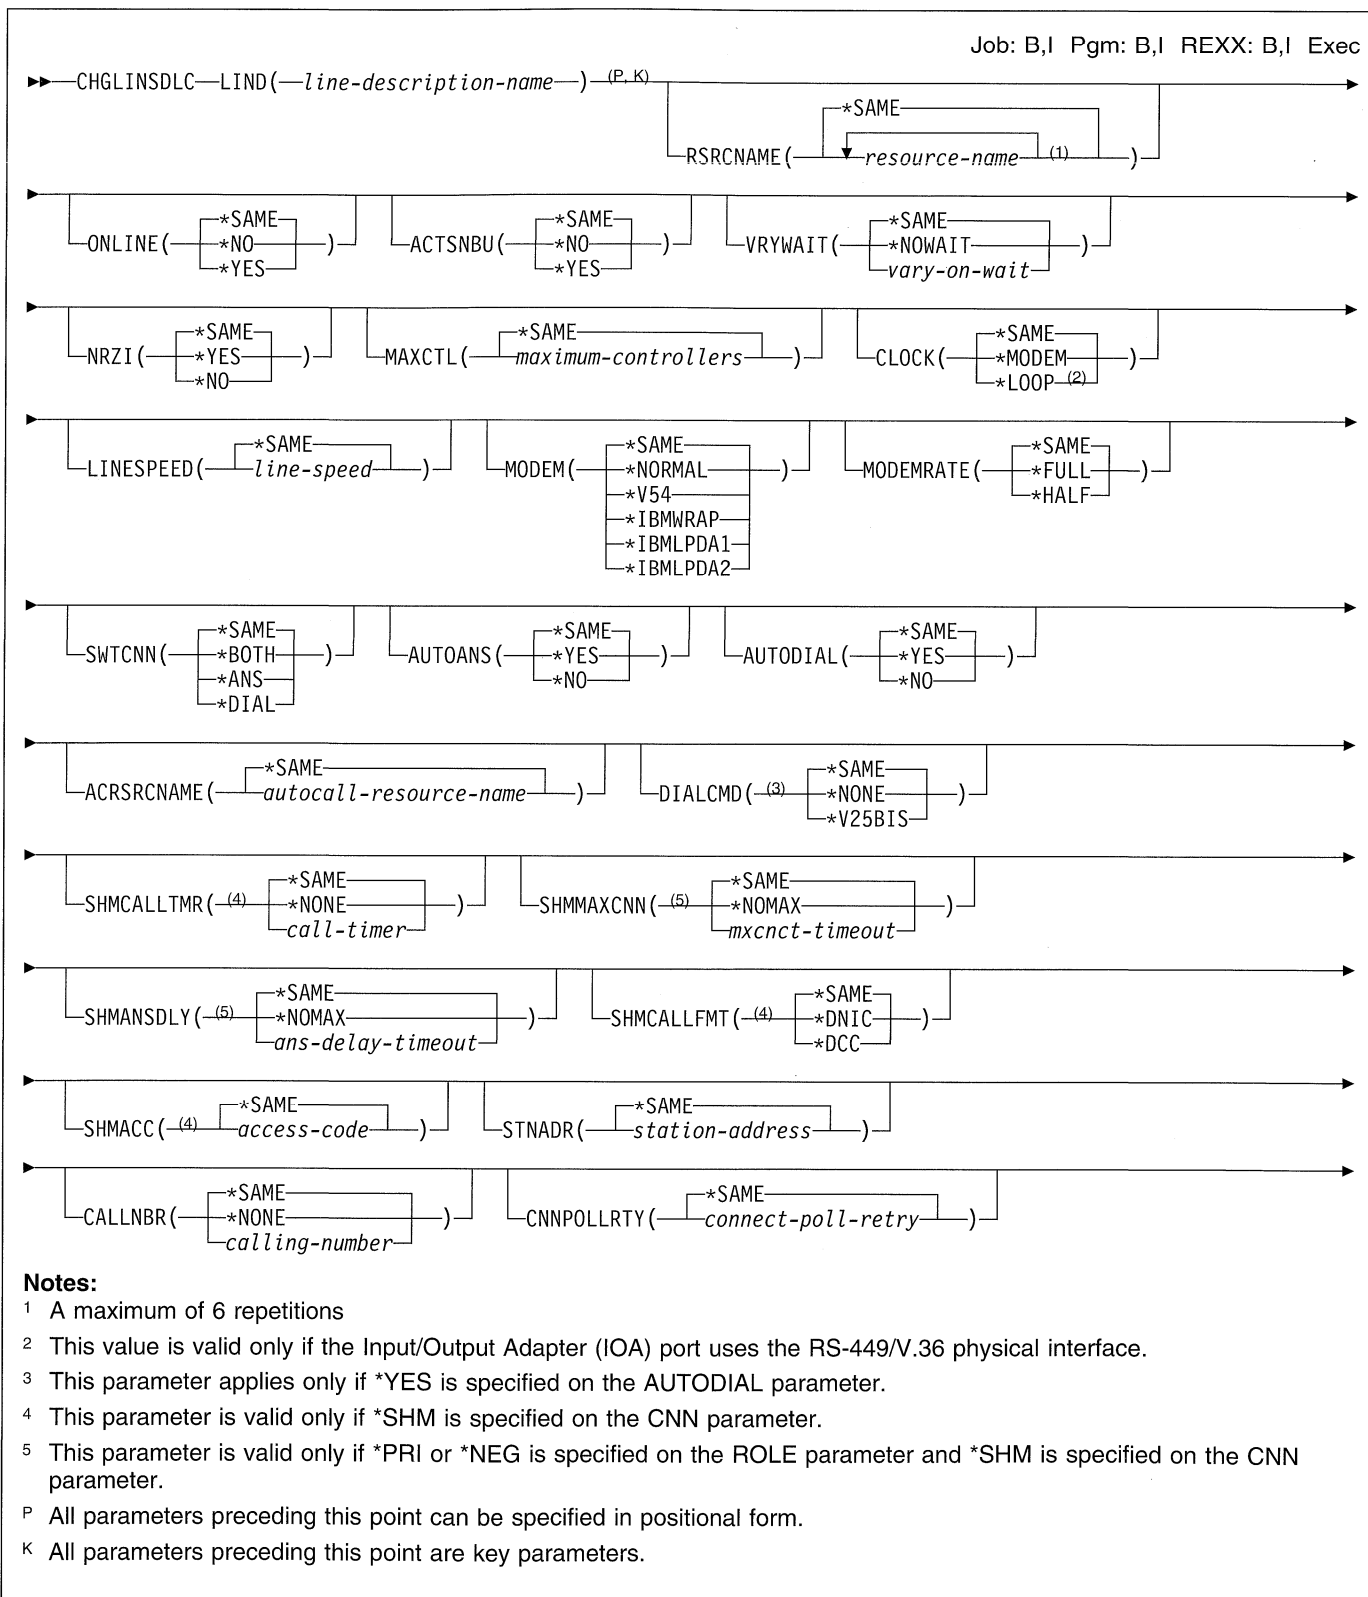 Job: B,I Pgm: B,I REXX: B,I Exec
CHGLINSDLC LIND( line-description-name ) (P, K)
*SAME
RSRCNAME( resource-name (1) )
*SAME *SAME *SAME
ONLINE( *NO ) ACTSNBU( *NO ) VRYWAIT( *NOWAIT )
*YES *YES vary-on-wait
*SAME *SAME *SAME
NRZI( *YES ) MAXCTL( maximum-controllers ) CLOCK( *MODEM )
*NO *LOOP (2)
*SAME *SAME *SAME
LINESPEED( line-speed ) MODEM( *NORMAL ) MODEMRATE( *FULL )
*V54 *HALF
*IBMWRAP
*IBMLPDA1
*IBMLPDA2
*SAME *SAME *SAME
SWTCNN( *BOTH ) AUTOANS( *YES ) AUTODIAL( *YES )
*ANS *NO *NO
*DIAL
*SAME *SAME
ACRSRCNAME( autocall-resource-name ) DIALCMD( (3) *NONE )
*V25BIS
*SAME *SAME
SHMCALLTMR( (4) *NONE ) SHMMAXCNN( (5) *NOMAX )
call-timer mxcnct-timeout
*SAME *SAME
SHMANSDLY( (5) *NOMAX ) SHMCALLFMT( (4) *DNIC )
ans-delay-timeout *DCC
*SAME *SAME
SHMACC( (4) access-code ) STNADR( station-address )
*SAME *SAME
CALLNBR( *NONE ) CNNPOLLRTY( connect-poll-retry )
calling-number
Notes:
1 A maximum of 6 repetitions
2 This value is valid only if the Input/Output Adapter (IOA) port uses the RS-449/V.36 physical interface.
3 This parameter applies only if *YES is specified on the AUTODIAL parameter.
4 This parameter is valid only if *SHM is specified on the CNN parameter.
5 This parameter is valid only if *PRI or *NEG is specified on the ROLE parameter and *SHM is specified on the CNN
parameter.
P All parameters preceding this point can be specified in positional form.
K All parameters preceding this point are key parameters.